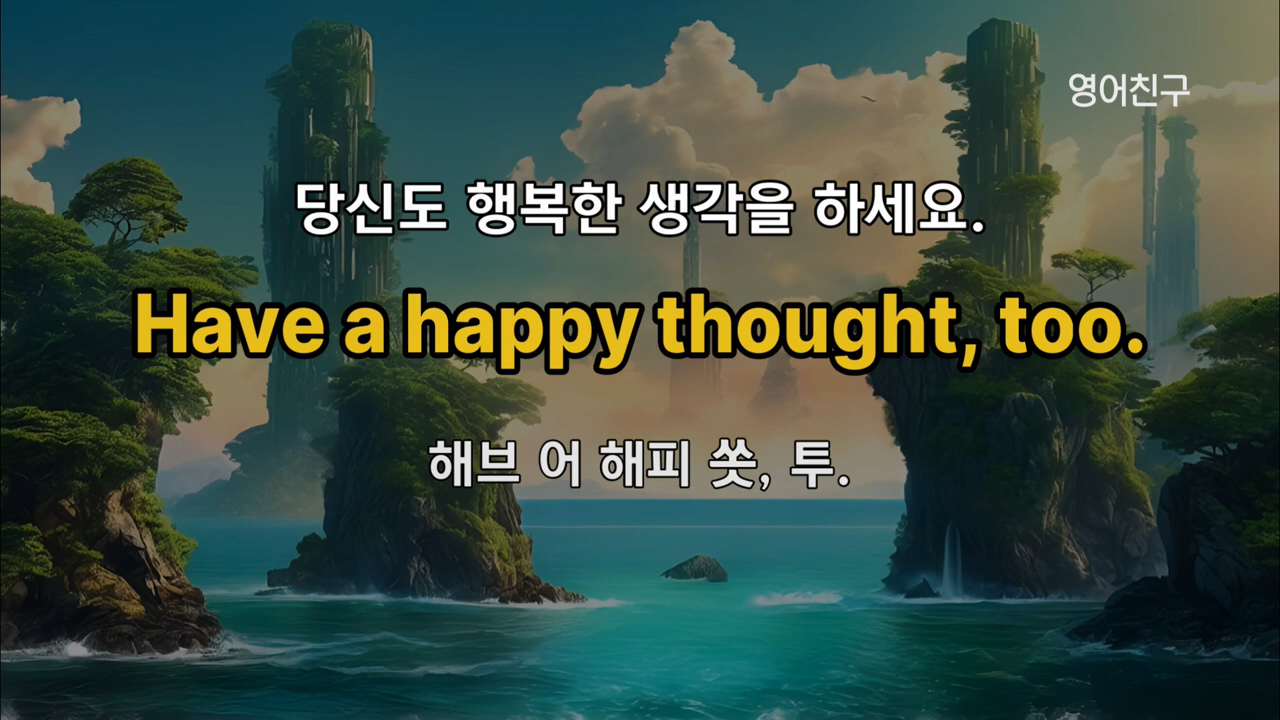 영어친구
당신도 행복한 생각을 하세요.
Have a happy thought, too.
해브 어 해피 쏫, 투.